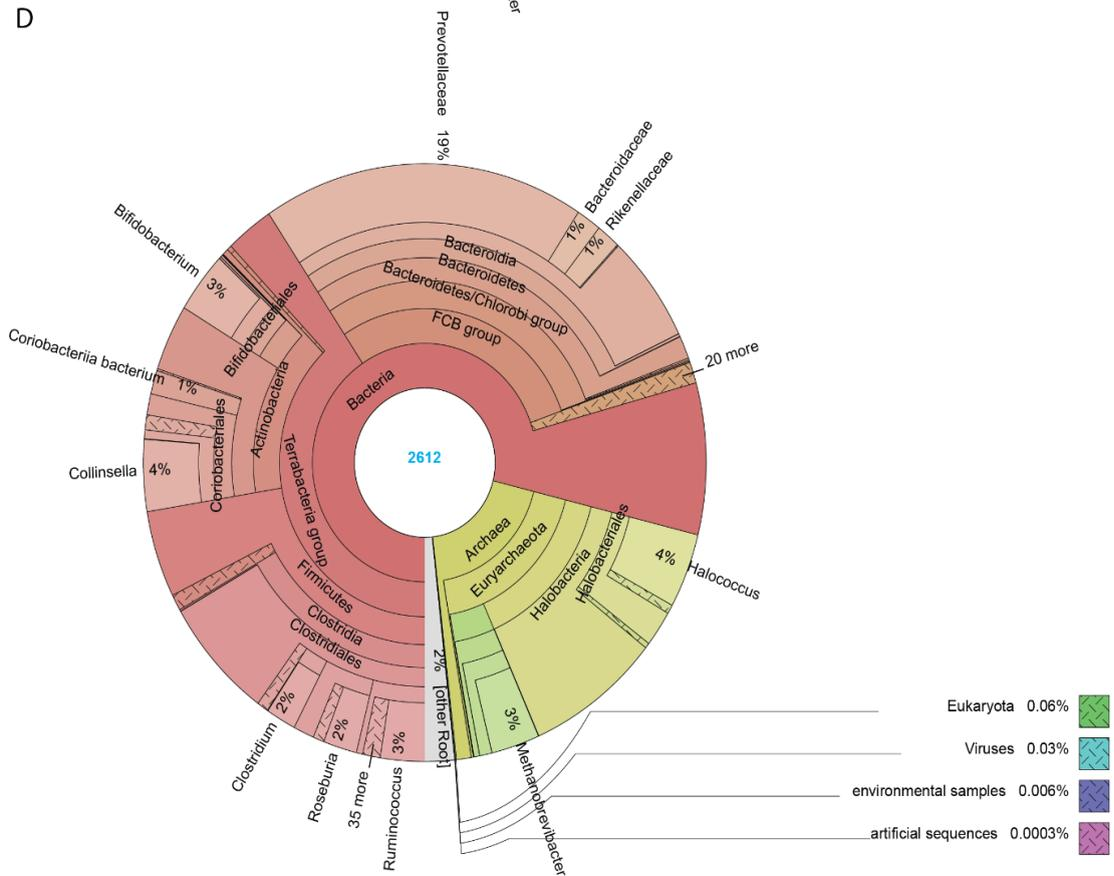 D
er
Prevotellaceae 19%
Bacteroidaceae
1%
Rikenellaceae
1%
20 more
Bifidobacterium
3%
Coriobacteriia bacterium
1%
Collinsella 4%
Bacteroidia
Bacteroidetes
Bacteroidetes/Chlorobi group
FCB group
Bacteria
Bifidobacteriales
Actinobacteria
Coriobacteriales
Terrabacteria group
2612
Firmicutes
Clostridia
Clostridiales
Archaea
Euryarchaeota
Halobacteria
Halobacteriales
4%
Halococcus
Clostridium 2%
Roseburia 2%
35 more
Ruminococcus 3%
2% [other Root]
3%
Methanobrevibacter
Eukaryota 0.06%
Viruses 0.03%
environmental samples 0.006%
artificial sequences 0.0003%